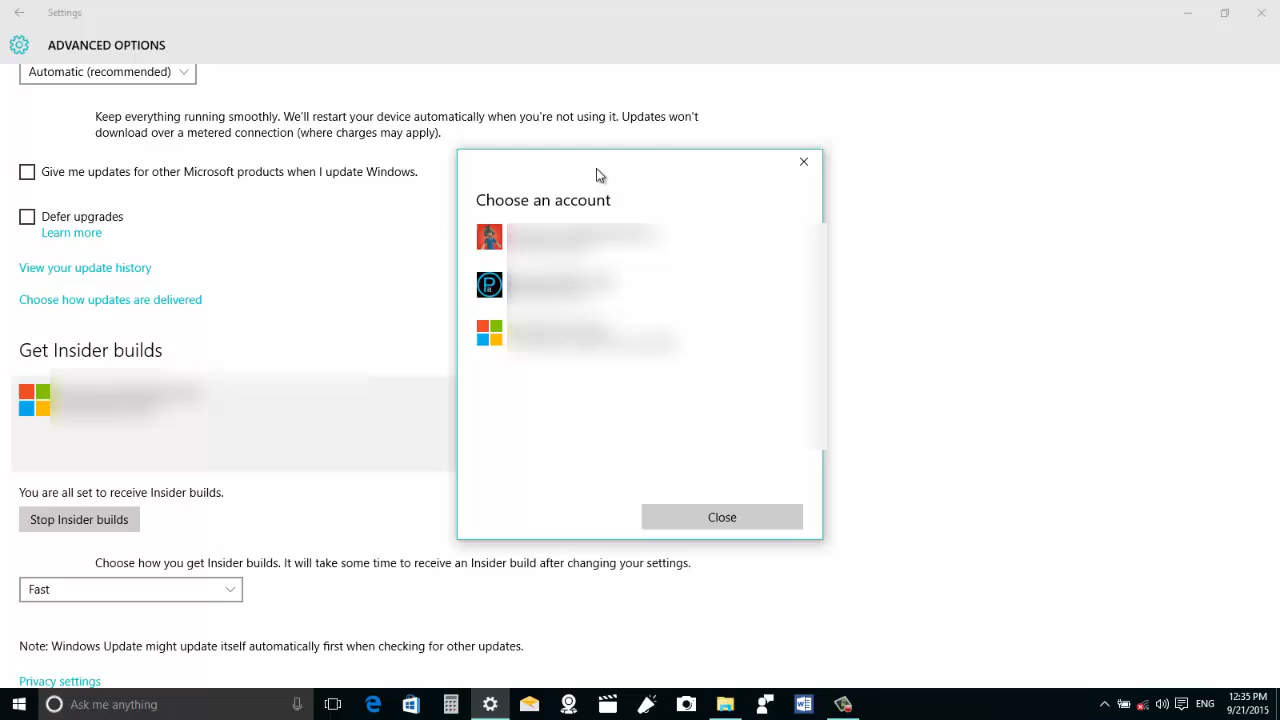 Settings
ADVANCED OPTIONS
Automatic (recommended)
Keep everything running smoothly. We'll restart your device automatically when you're not using it. Updates won't
download over a metered connection (where charges may apply).
Give me updates for other Microsoft products when I update Windows.
Defer upgrades
Learn more
View your update history
Choose how updates are delivered
Get Insider builds
You are all set to receive Insider builds.
Stop Insider builds
Choose how you get Insider builds. It will take some time to receive an Insider build after changing your settings.
Fast
Note: Windows Update might update itself automatically first when checking for other updates.
Privacy settings
Choose an account
Close
Ask me anything
ENG
12:35 PM
9/21/2015